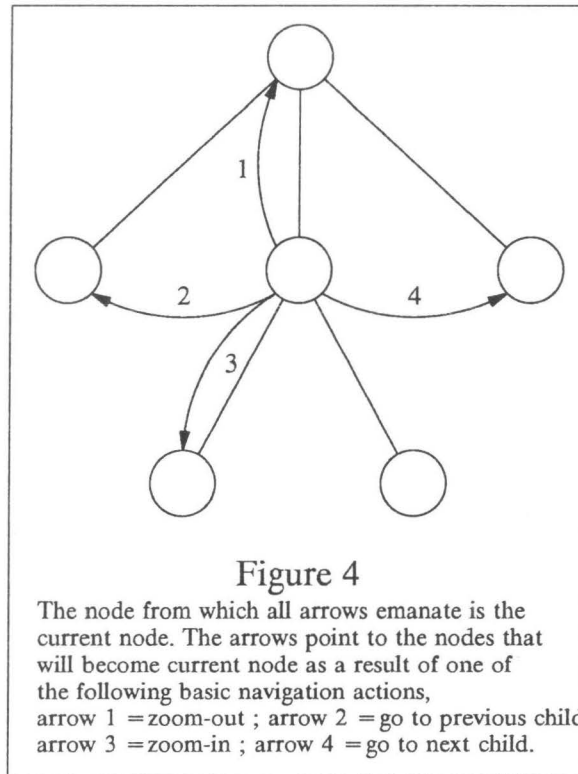 1
2
4
3
Figure 4
The node from which all arrows emanate is the
current node. The arrows point to the nodes that
will become current node as a result of one of
the following basic navigation actions,
arrow 1 = zoom-out ; arrow 2 = go to previous child
arrow 3 = zoom-in ; arrow 4 = go to next child.